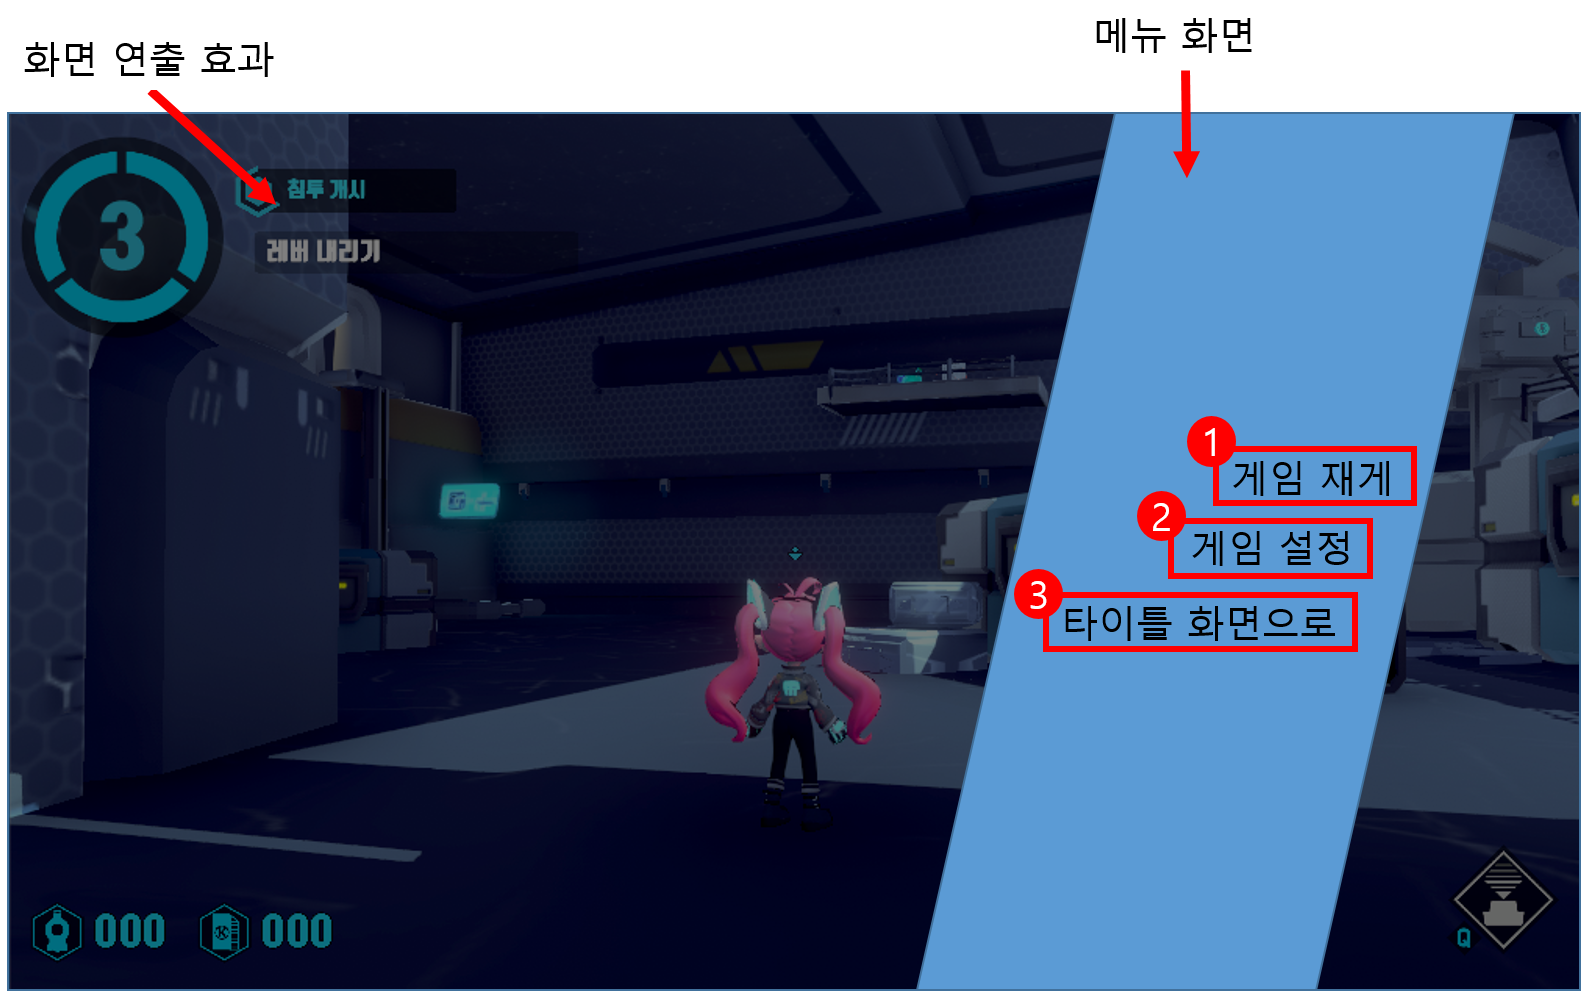 화면 연출 효과
메뉴 화면
3
침투 개시
레버 내리기
1
게임 재게
2
게임 설정
3
타이틀 화면으로
000
K
000
Q